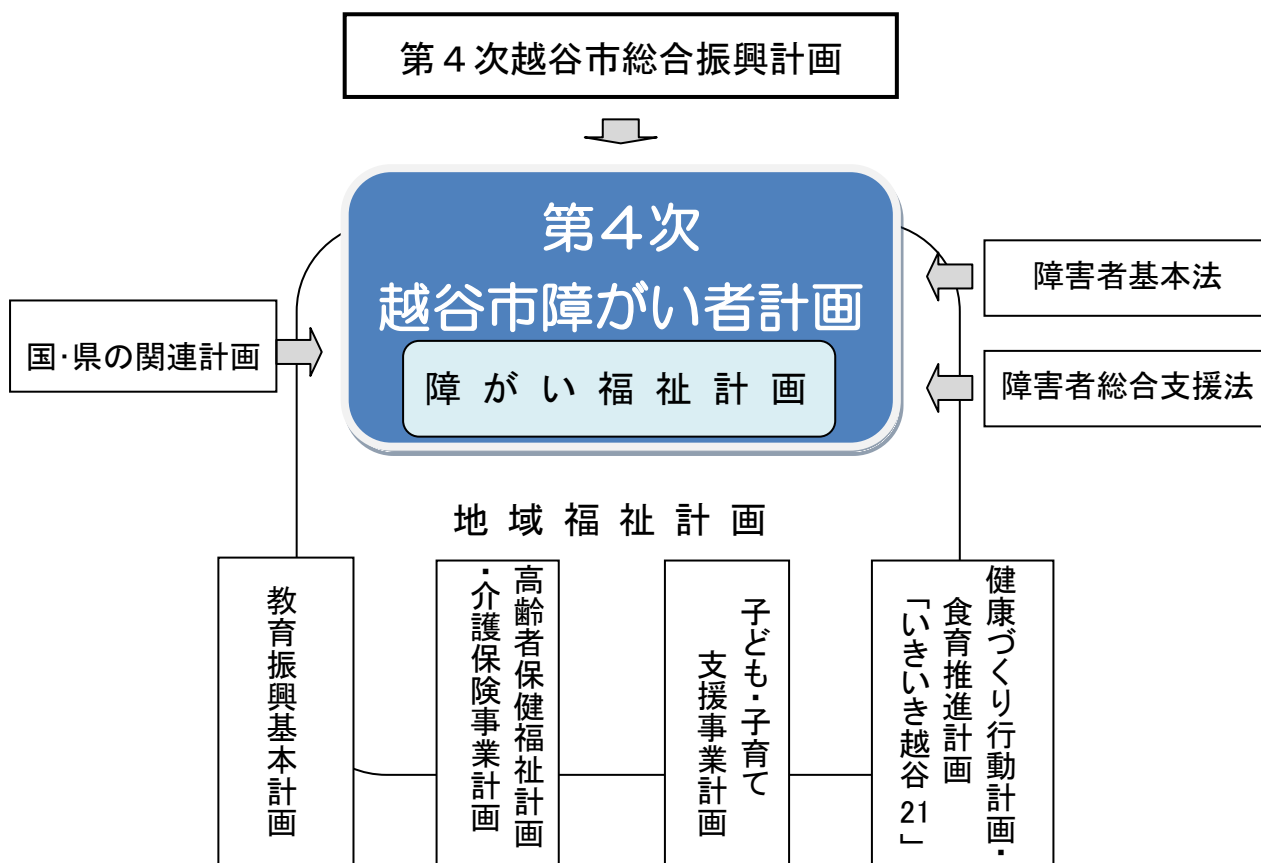 第４次越谷市総合振興計画
第４次
越谷市障がい者計画
障がい福祉計画
国･県の関連計画
障害者基本法
障害者総合支援法
地域福祉計画
教育振興基本計画
高齢者保健福祉計画
・介護保険事業計画
子ども・子育て
支援事業計画
健康づくり行動計画・
食育推進計画
「いきいき越谷21」